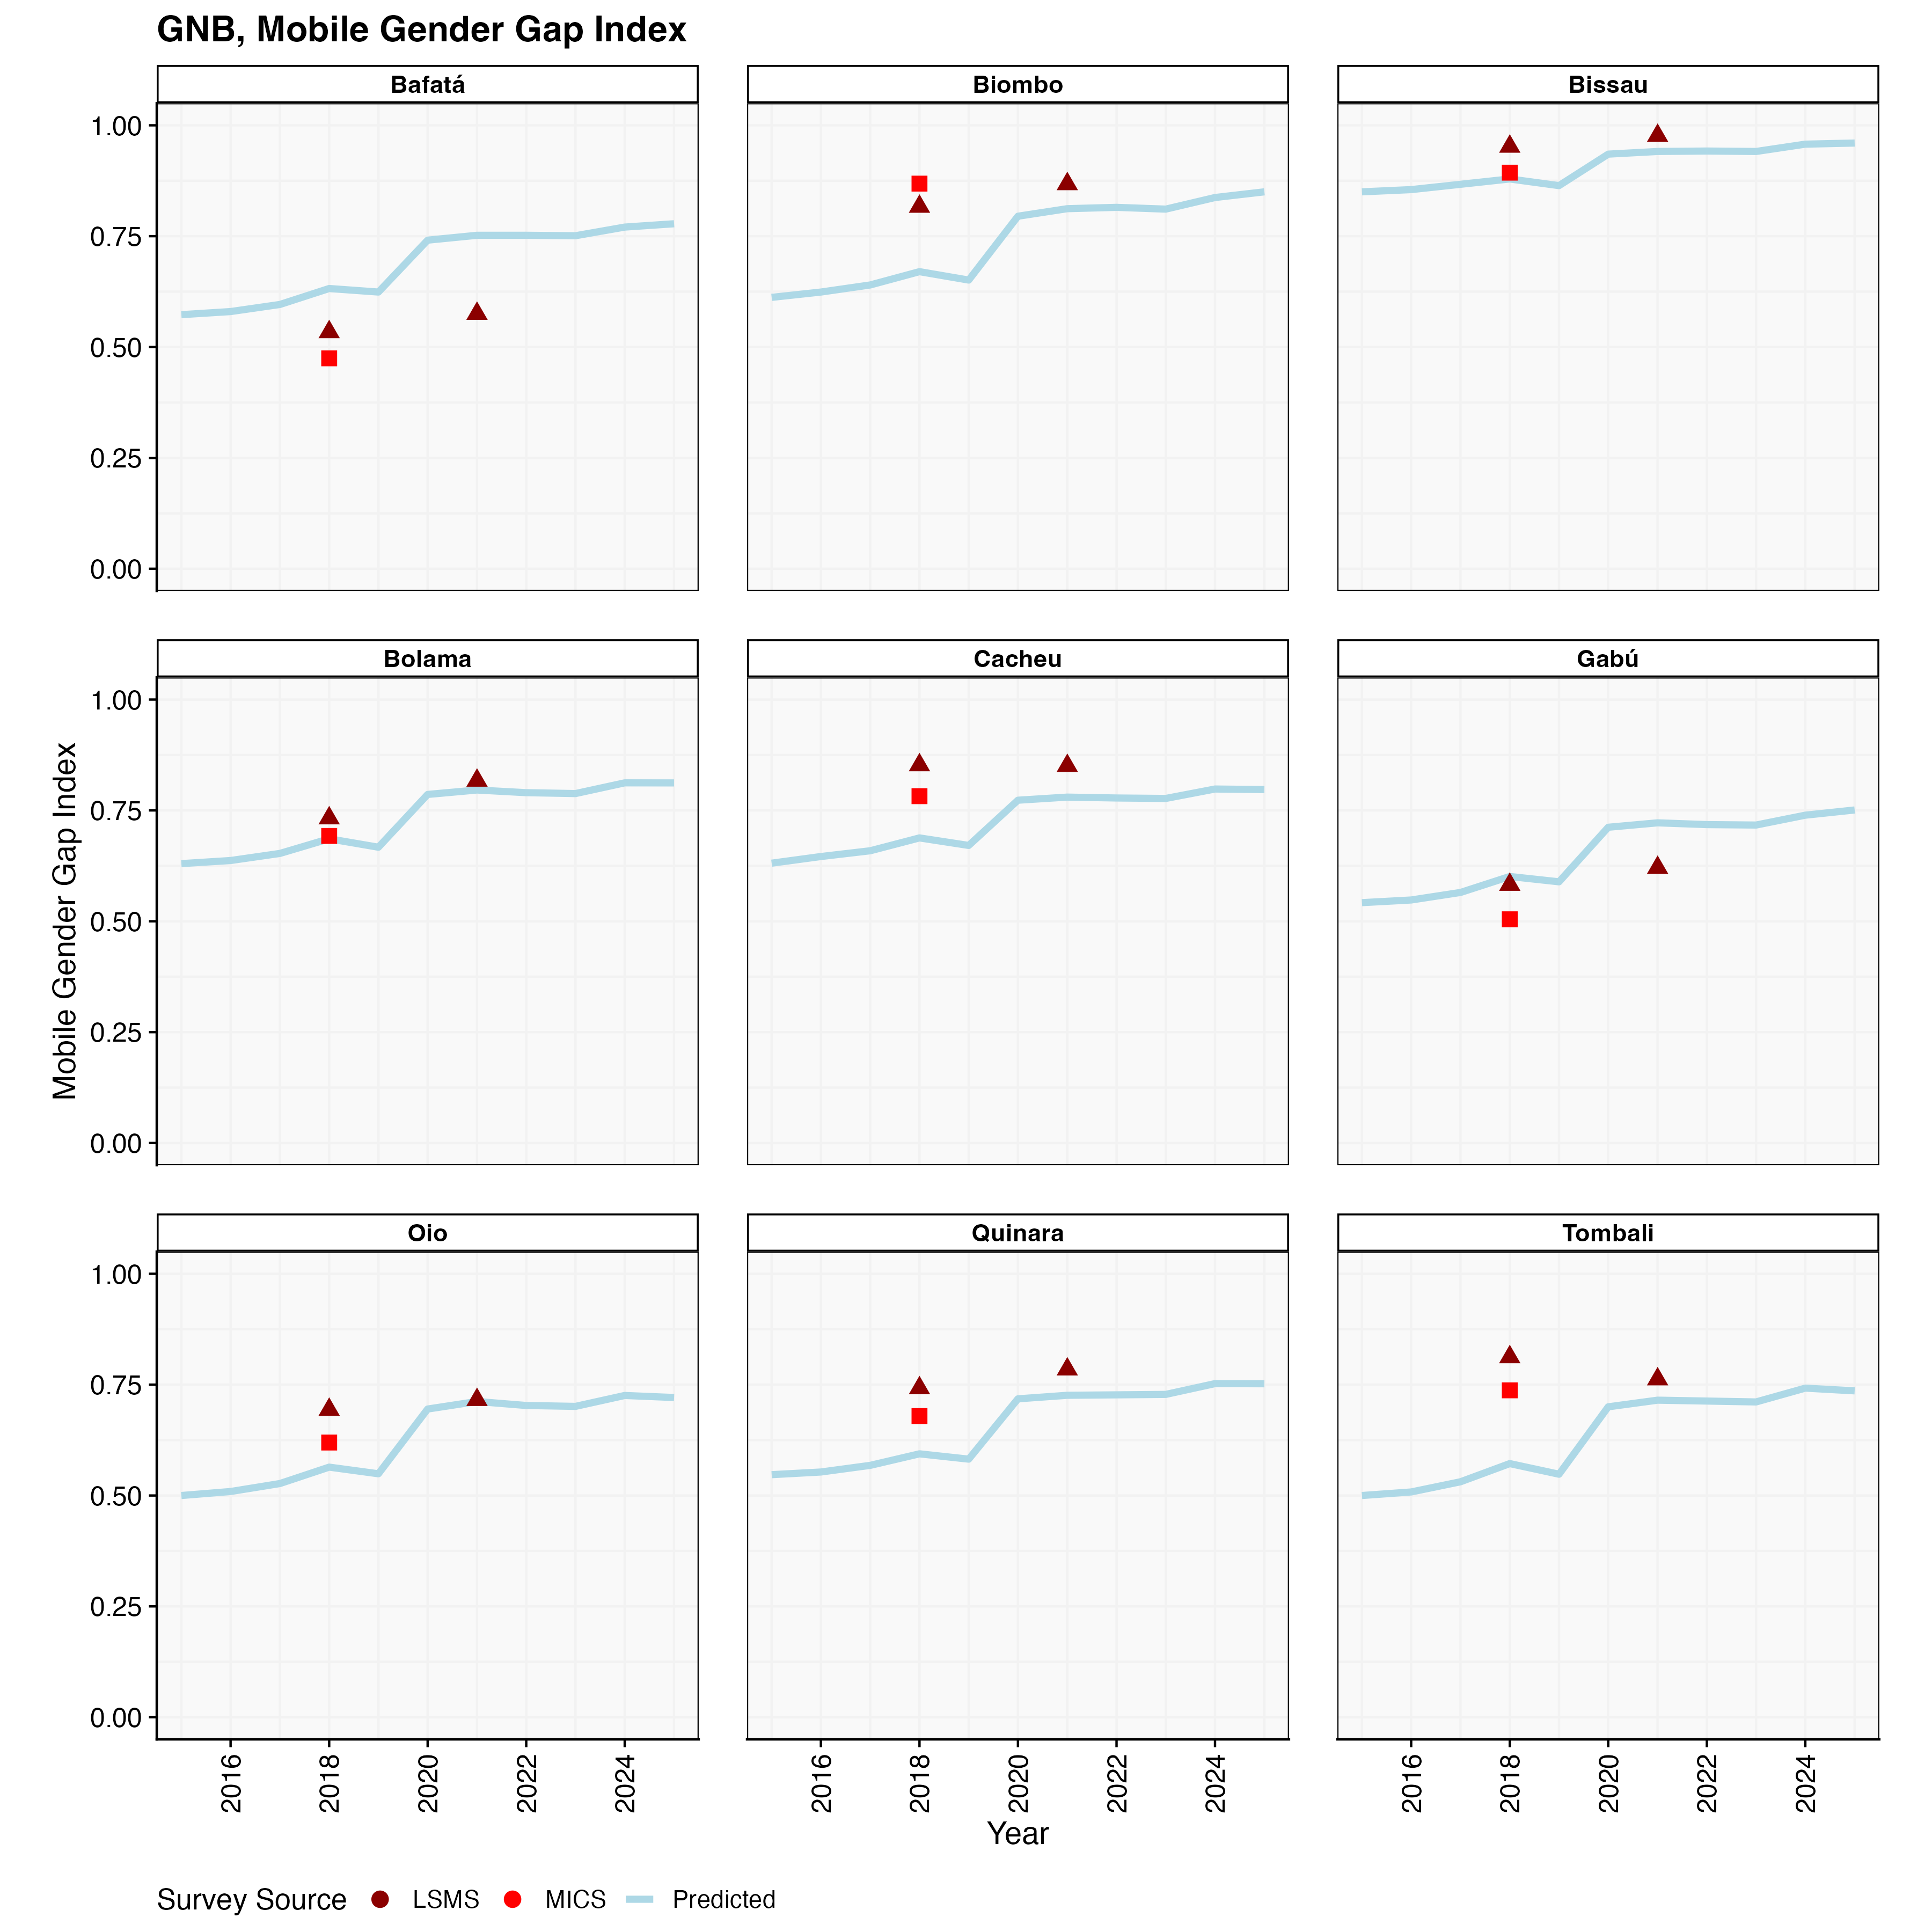 GNB, Mobile Gender Gap Index
Bafatá
Biombo
Bissau
1.00
0.75
0.50
0.25
0.00
Bolama
Cacheu
Gabú
1.00
0.75
0.50
0.25
0.00
Mobile Gender Gap Index
Oio
Quinara
Tombali
1.00
0.75
0.50
0.25
0.00
2016 2018 2020 2022 2024
2016 2018 2020 2022 2024
2016 2018 2020 2022 2024
Year
Survey Source LSMS MICS Predicted